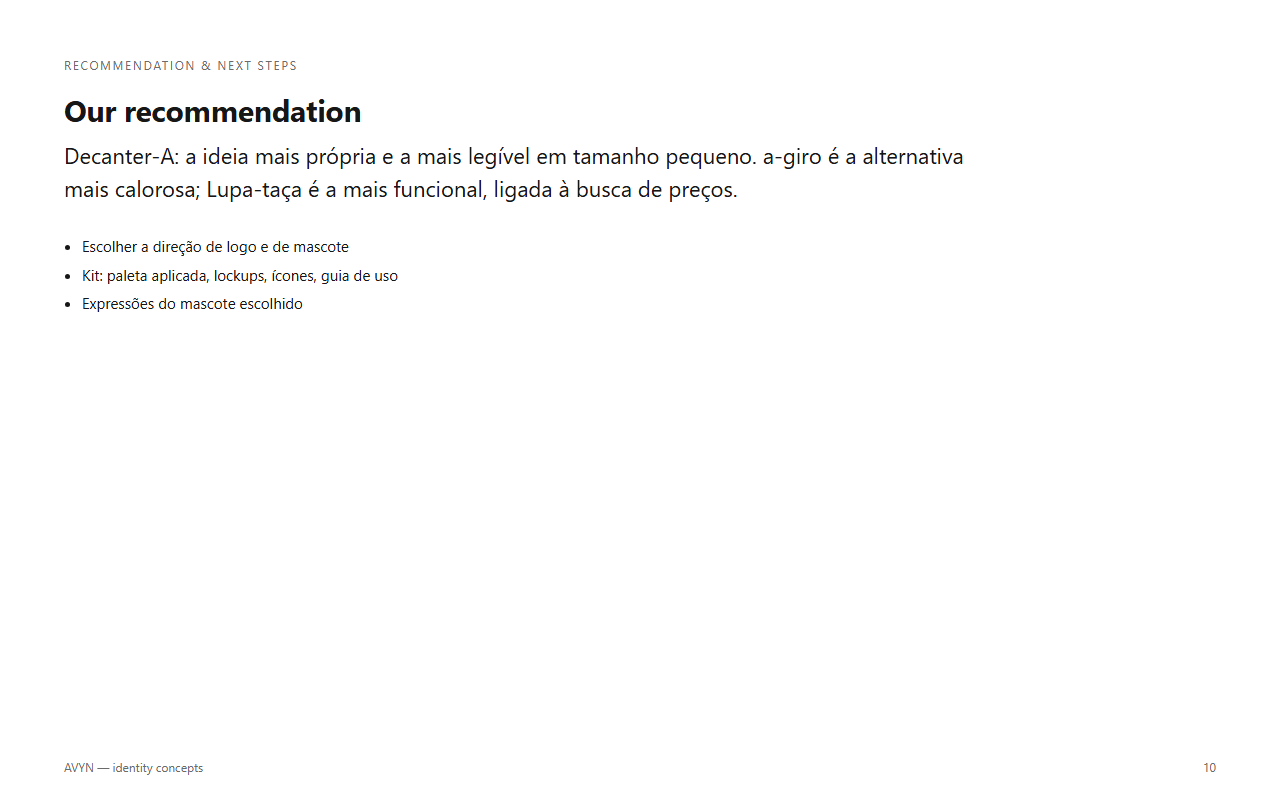 RECOMMENDATION & NEXT STEPS
Our recommendation
Decanter-A: a ideia mais própria e a mais legível em tamanho pequeno. a-giro é a alternativa
mais calorosa; Lupa-taça é a mais funcional, ligada à busca de preços.
• Escolher a direção de logo e de mascote
• Kit: paleta aplicada, lockups, ícones, guia de uso
• Expressões do mascote escolhido
AVYN — identity concepts
10